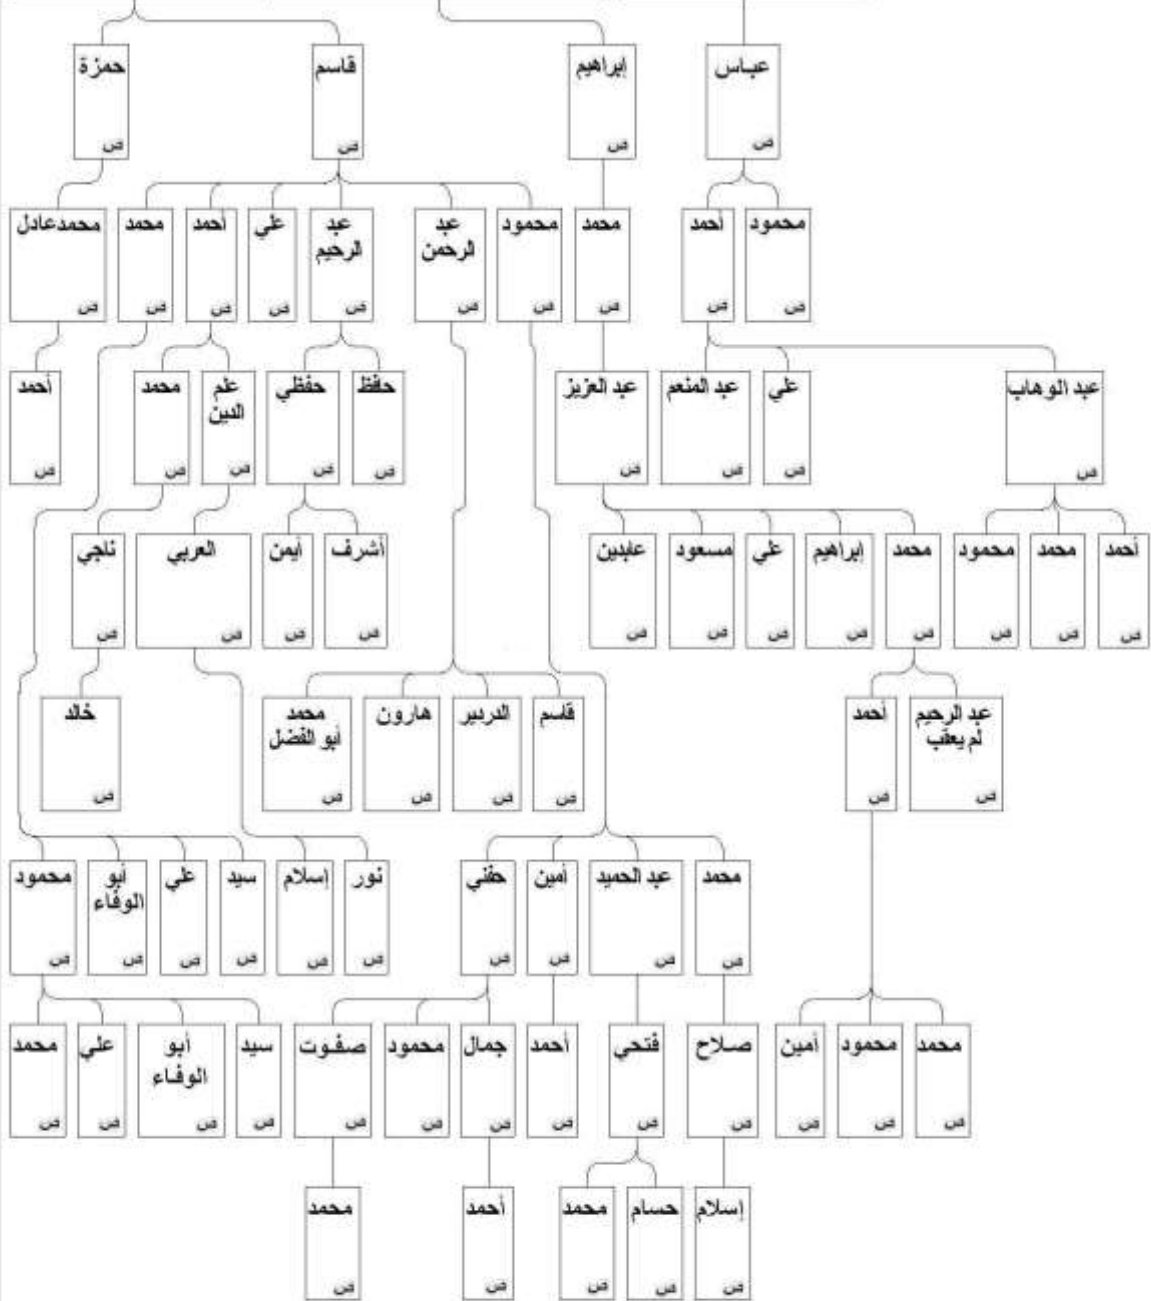 عباس
ص
إبراهيم
ص
قاسم
ص
حمزة
ص
محمود
ص
أحمد
ص
محمد
ص
محمود
ص
عبد
الرحمن
ص
عبد
الرحيم
ص
علي
ص
أحمد
ص
محمد
ص
محمدعادل
ص
عبد الوهاب
ص
علي
ص
عبد المنعم
ص
عبد العزيز
ص
حافظ
ص
حفظي
ص
علم
الدين
ص
محمد
ص
أحمد
ص
أحمد
ص
محمد
ص
محمود
ص
محمد
ص
إبراهيم
ص
علي
ص
مسعود
ص
عابدين
ص
أشرف
ص
أيمن
ص
العربي
ص
ناجي
ص
عبد الرحيم
لم يعقب
ص
أحمد
ص
قاسم
ص
الدردير
ص
هارون
ص
محمد
أبو الفضل
ص
خالد
ص
محمد
ص
عبد الحميد
ص
أمين
ص
حفني
ص
نور
ص
إسلام
ص
سيد
ص
علي
ص
أبو
الوفاء
ص
محمود
ص
محمد
ص
محمود
ص
أمين
ص
صلاح
ص
فتحي
ص
أحمد
ص
جمال
ص
محمود
ص
صفوت
ص
سيد
ص
أبو
الوفاء
ص
علي
ص
محمد
ص
إسلام
ص
حسام
ص
محمد
ص
أحمد
ص
محمد
ص